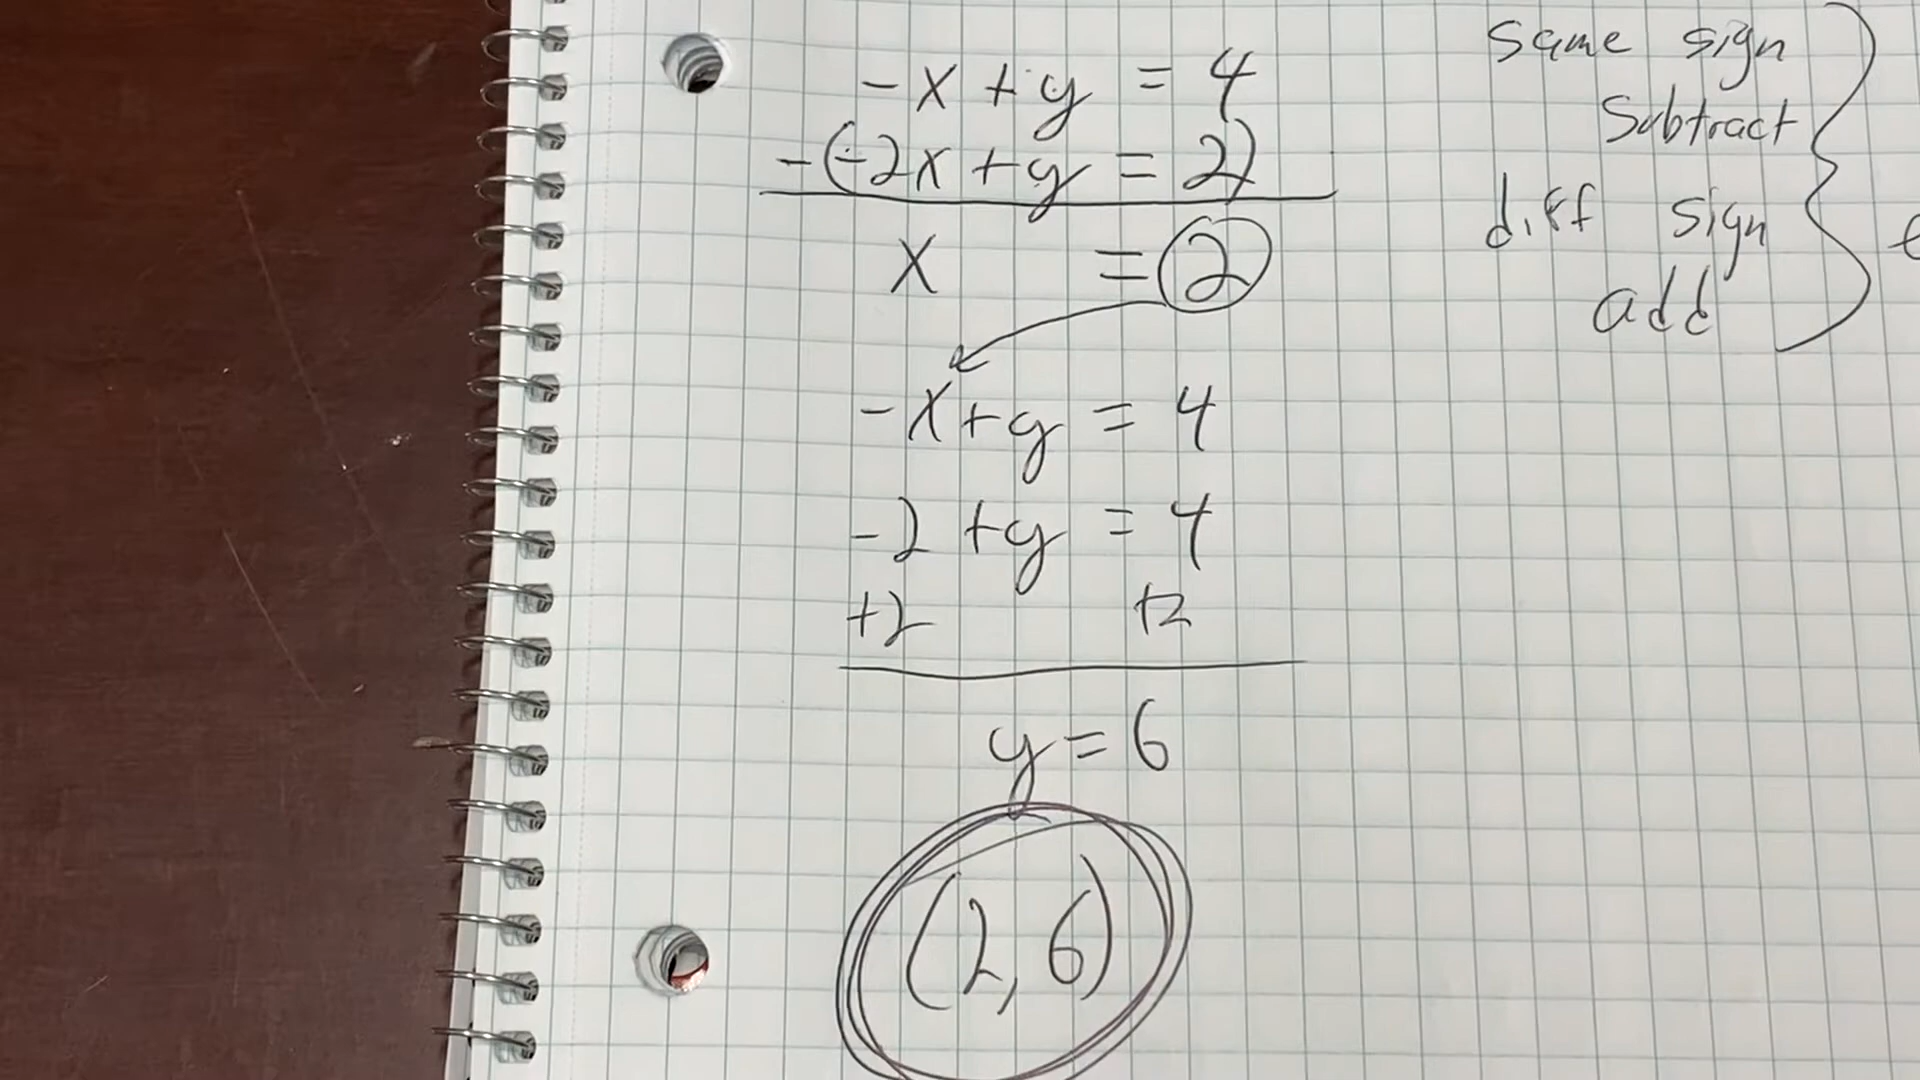 -x + y = 4
-(-2x + y = 2)
x = 2
-x + y = 4
-2 + y = 4
+2 +2
y = 6
(2, 6)
same sign
subtract
diff sign
add